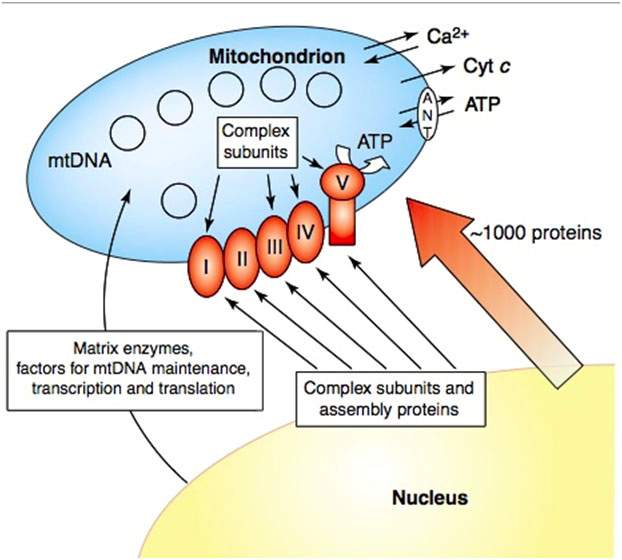 Mitochondrion
Ca2+
Cyt c
ATP
ANT
mtDNA
Complex
subunits
ATP
V
IV
III
II
I
~1000 proteins
Matrix enzymes,
factors for mtDNA maintenance,
transcription and translation
Complex subunits and
assembly proteins
Nucleus